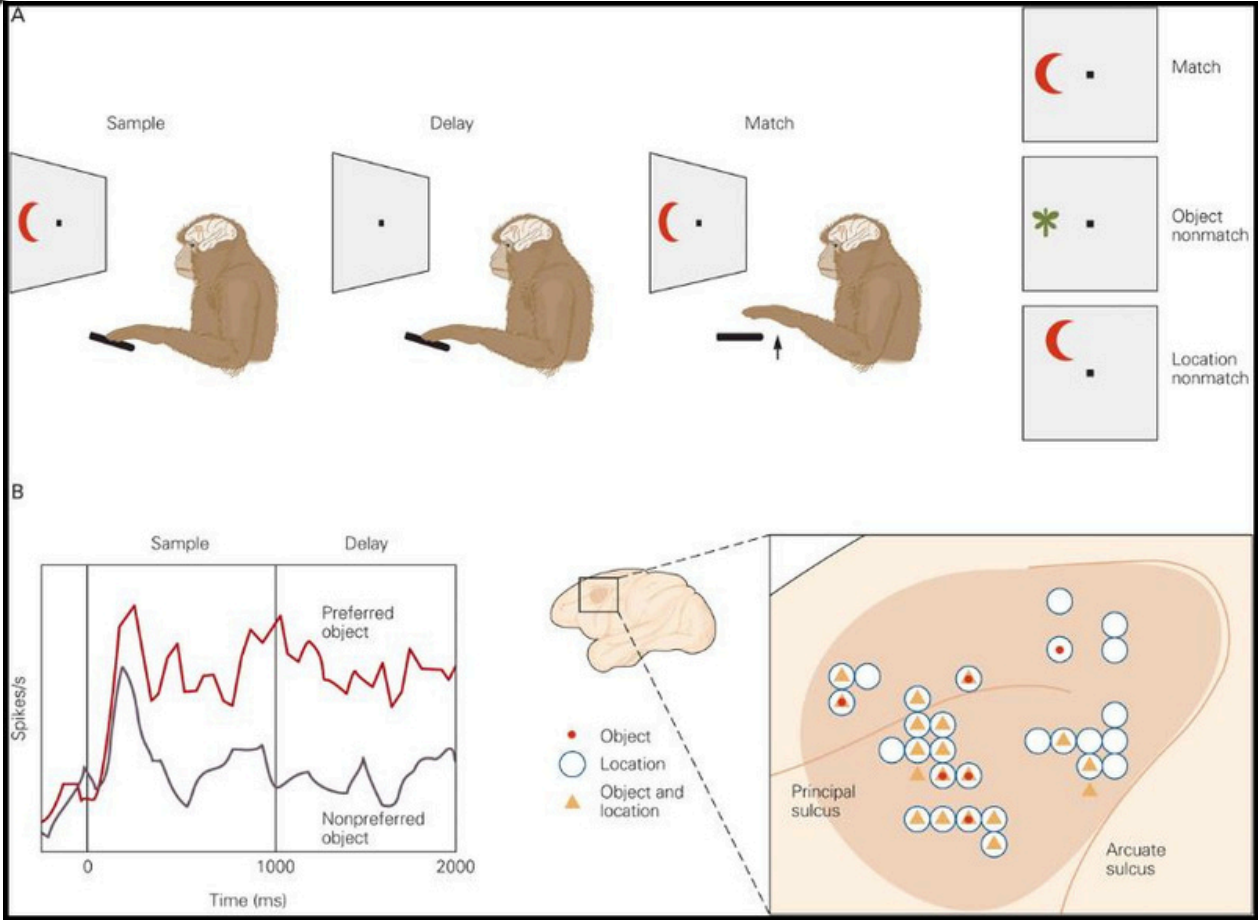 A
Sample
Delay
Match
Match
Object
nonmatch
Location
nonmatch
B
Sample
Delay
Preferred
object
Nonpreferred
object
Spikes/s
0
1000
2000
Time (ms)
Object
Location
Object and
location
Principal
sulcus
Arcuate
sulcus